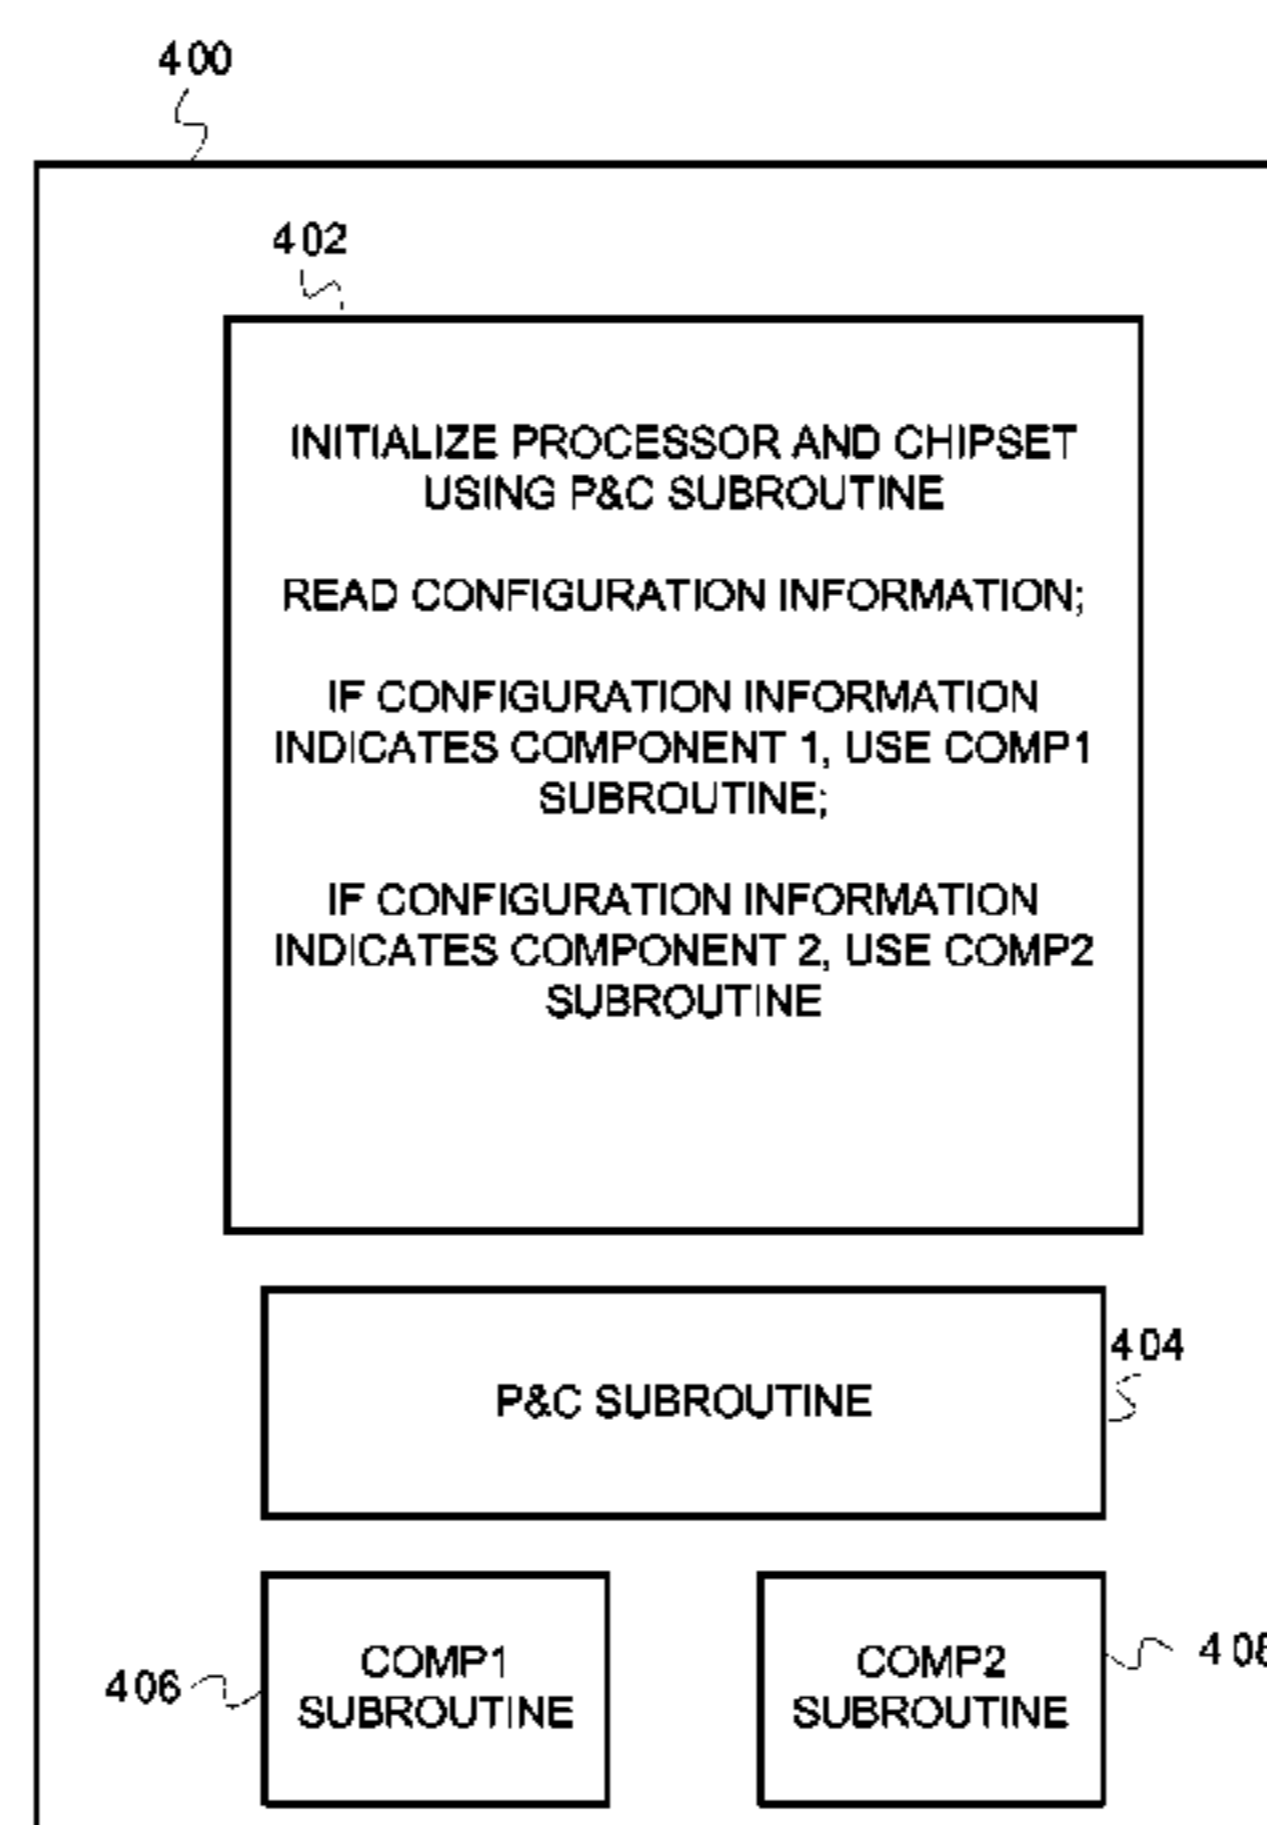 400
402
INITIALIZE PROCESSOR AND CHIPSET
USING P&C SUBROUTINE
READ CONFIGURATION INFORMATION;
IF CONFIGURATION INFORMATION
INDICATES COMPONENT 1, USE COMP1
SUBROUTINE;
IF CONFIGURATION INFORMATION
INDICATES COMPONENT 2, USE COMP2
SUBROUTINE
404
P&C SUBROUTINE
406
COMP1
SUBROUTINE
COMP2
SUBROUTINE